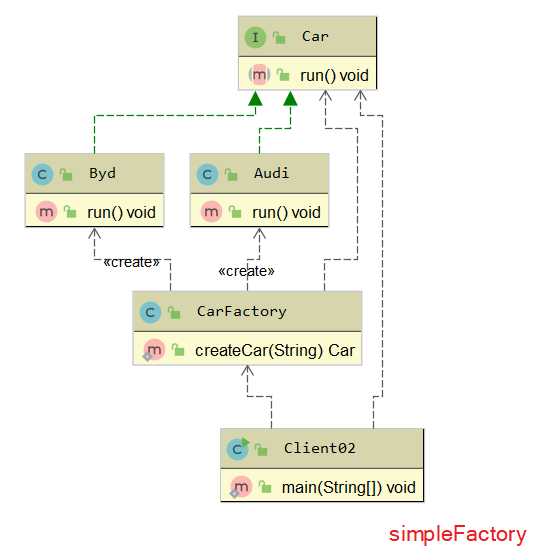 I Car
m run() void
C Byd
m run() void
C Audi
m run() void
«create»
«create»
C CarFactory
m createCar(String) Car
C Client02
m main(String[]) void
simpleFactory